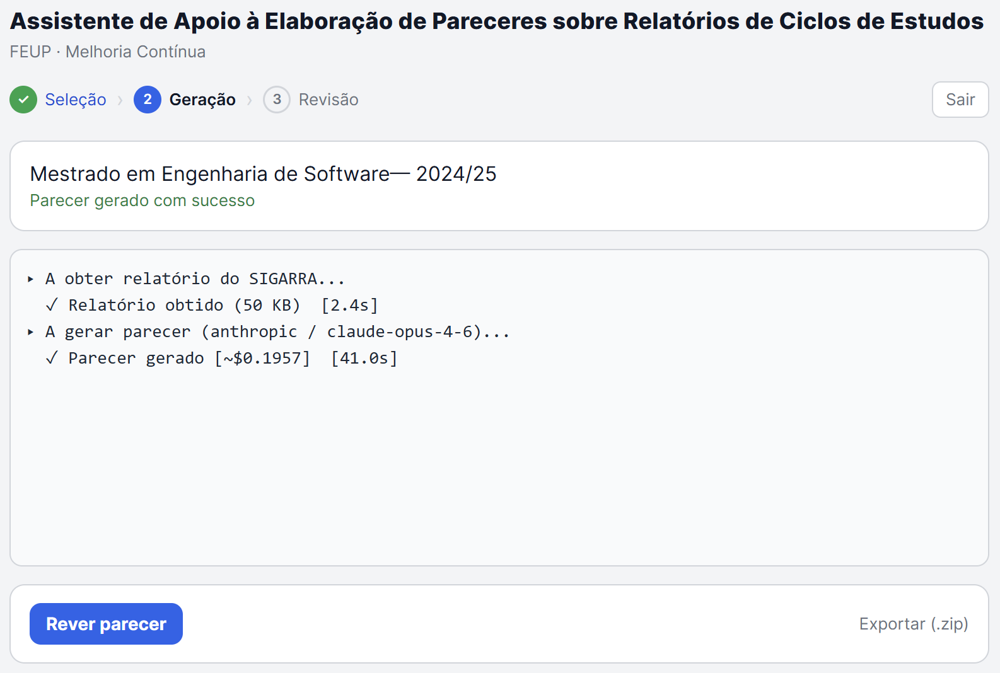 Assistente de Apoio à Elaboração de Pareceres sobre Relatórios de Ciclos de Estudos
FEUP · Melhoria Contínua
✓ Seleção › 2 Geração › 3 Revisão
Sair
Mestrado em Engenharia de Software— 2024/25
Parecer gerado com sucesso
▸ A obter relatório do SIGARRA...
✓ Relatório obtido (50 KB) [2.4s]
▸ A gerar parecer (anthropic / claude-opus-4-6)...
✓ Parecer gerado [~$0.1957] [41.0s]
Rever parecer
Exportar (.zip)